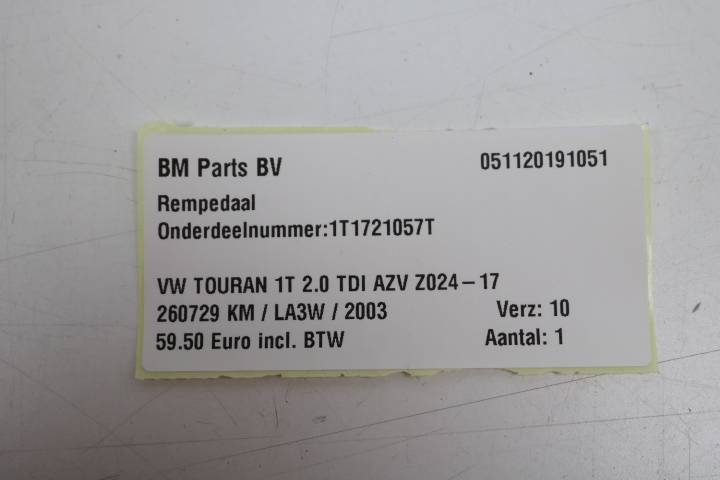 BM Parts BV 051120191051
Rempedaal
Onderdeelnummer:1T1721057T
VW TOURAN 1T 2.0 TDI AZV Z024-17
260729 KM / LA3W / 2003 Verz: 10
59.50 Euro incl. BTW Aantal: 1